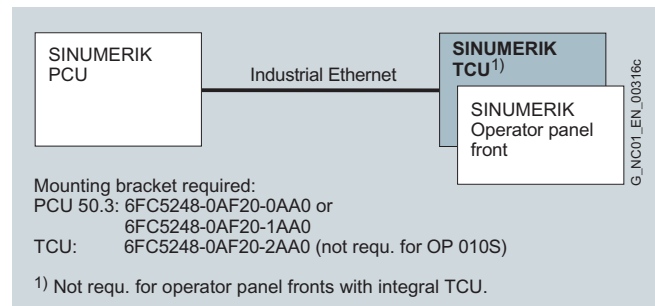 SINUMERIK
PCU
Industrial Ethernet
SINUMERIK
TCU1)
SINUMERIK
Operator panel
front
G_NC01_EN_00316c
Mounting bracket required:
PCU 50.3: 6FC5248-0AF20-0AA0 or
6FC5248-0AF20-1AA0
TCU: 6FC5248-0AF20-2AA0 (not requ. for OP 010S)
1) Not requ. for operator panel fronts with integral TCU.